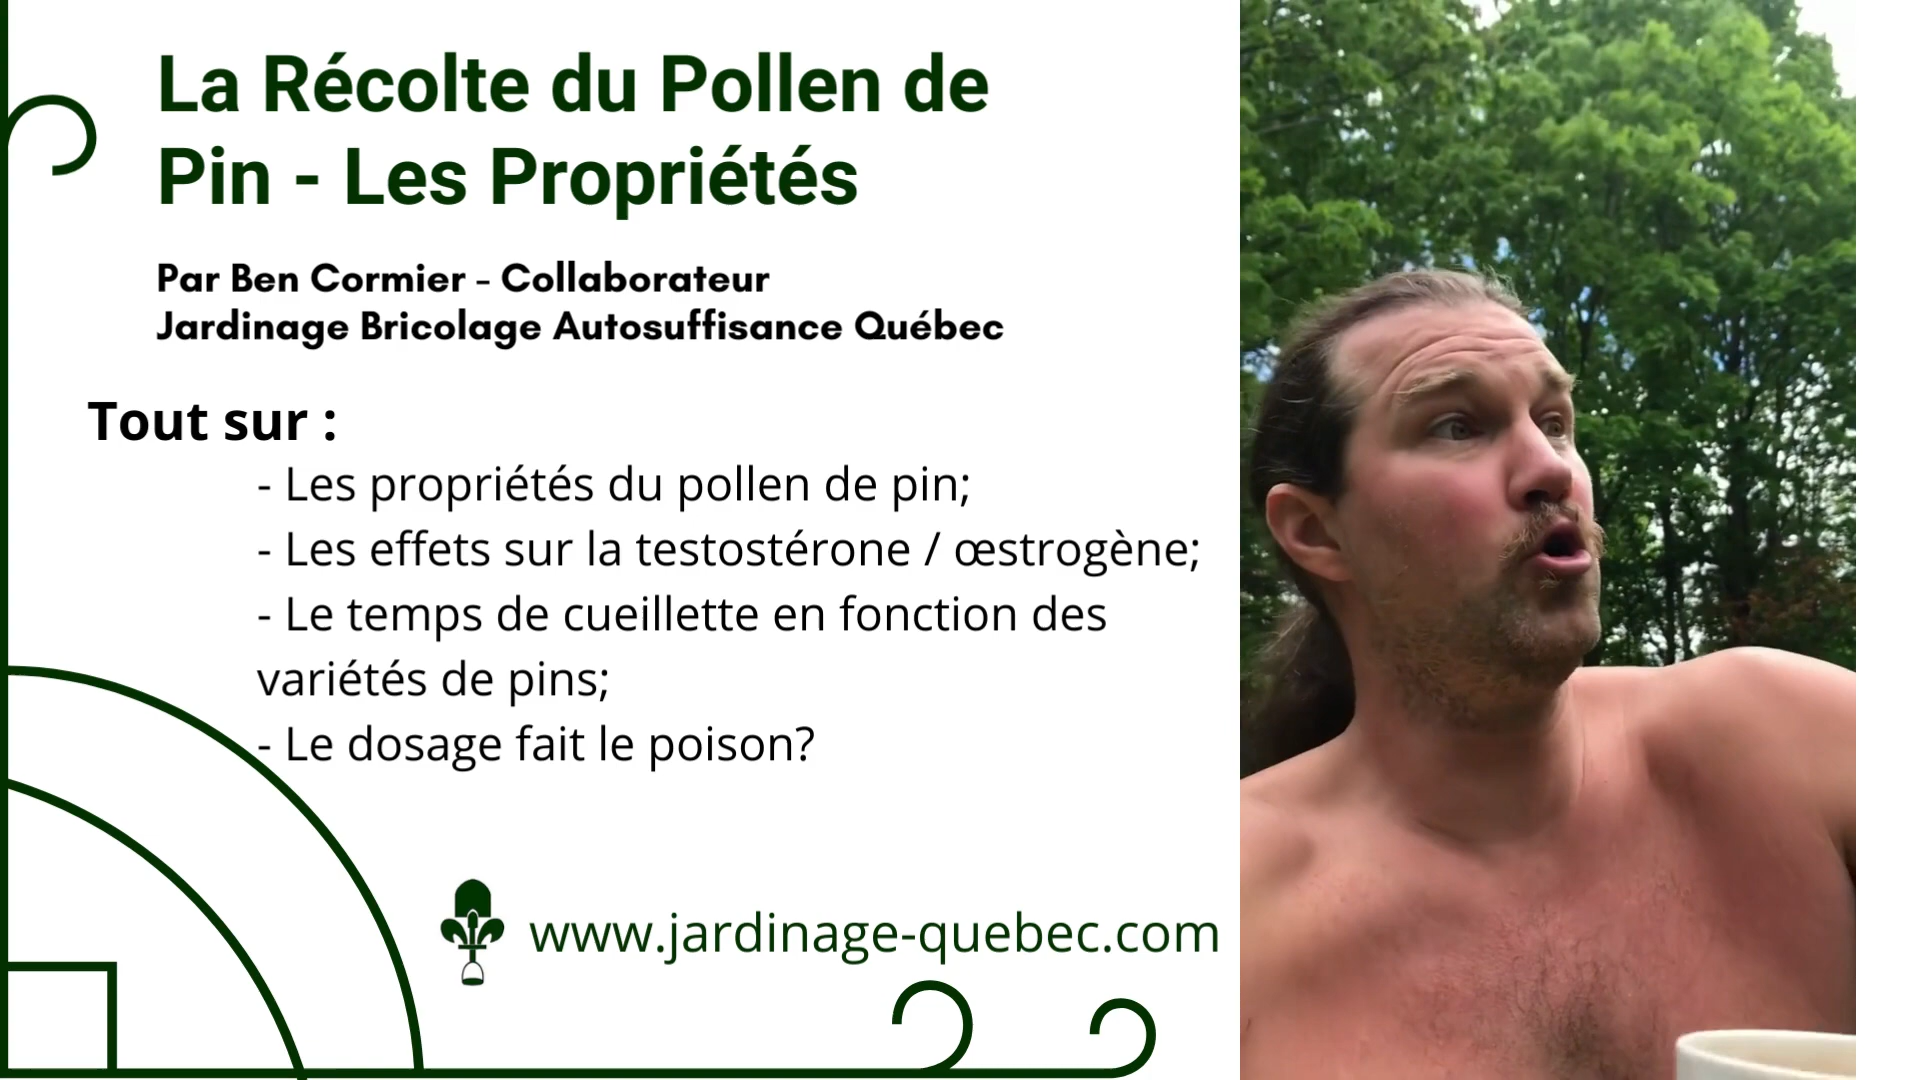 La Récolte du Pollen de
Pin - Les Propriétés
Par Ben Cormier - Collaborateur
Jardinage Bricolage Autosuffisance Québec
Tout sur :
- Les propriétés du pollen de pin;
- Les effets sur la testostérone / œstrogène;
- Le temps de cueillette en fonction des
variétés de pins;
- Le dosage fait le poison?
www.jardinage-quebec.com